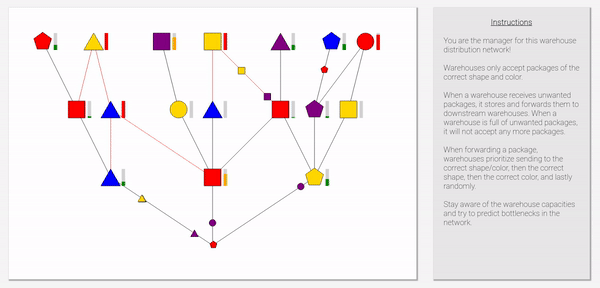 Instructions
You are the manager for this warehouse
distribution network!
Warehouses only accept packages of the
correct shape and color.
When a warehouse receives unwanted
packages, it stores and forwards them to
downstream warehouses. When a
warehouse is full of unwanted packages,
it will not accept any more packages.
When forwarding a package,
warehouses prioritize sending to the
correct shape/color, then the correct
shape, then the correct color, and lastly
randomly.
Stay aware of the warehouse capacities
and try to predict bottlenecks in the
network.